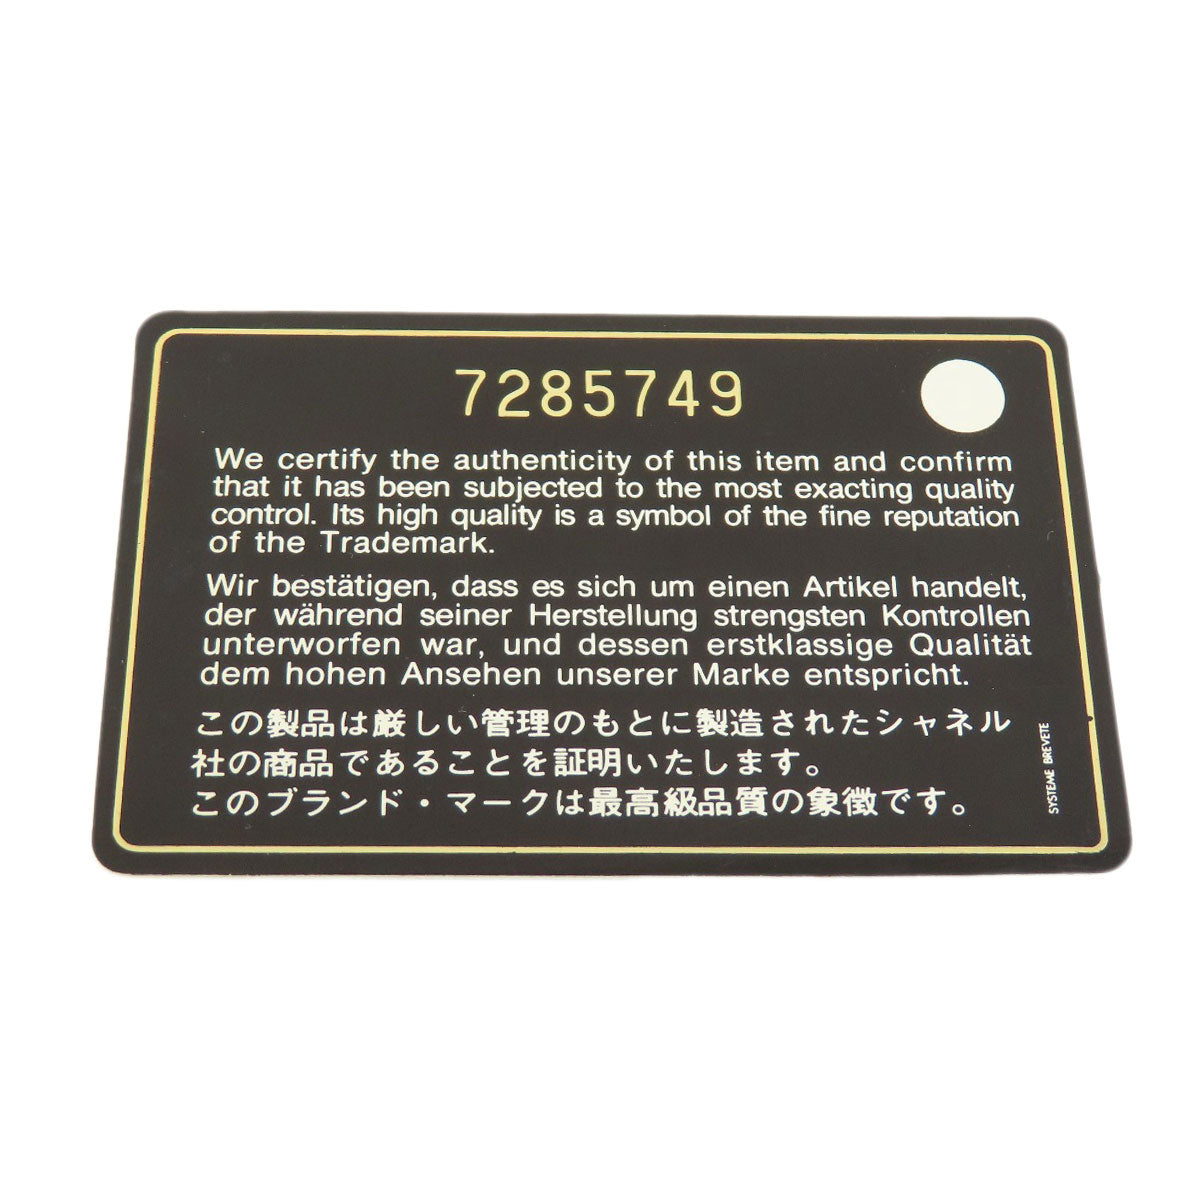 7285749
We certify the authenticity of this item and confirm
that it has been subjected to the most exacting quality
control. Its high quality is a symbol of the fine reputation
of the Trademark.
Wir bestätigen, dass es sich um einen Artikel handelt,
der während seiner Herstellung strengsten Kontrollen
unterworfen war, und dessen erstklassige Qualität
dem hohen Ansehen unserer Marke entspricht.
この製品は厳しい管理のもとに製造されたシャネル
社の商品であることを証明いたします。
このブランド・マークは最高級品質の象徴です。
SYSTEME BREVETE